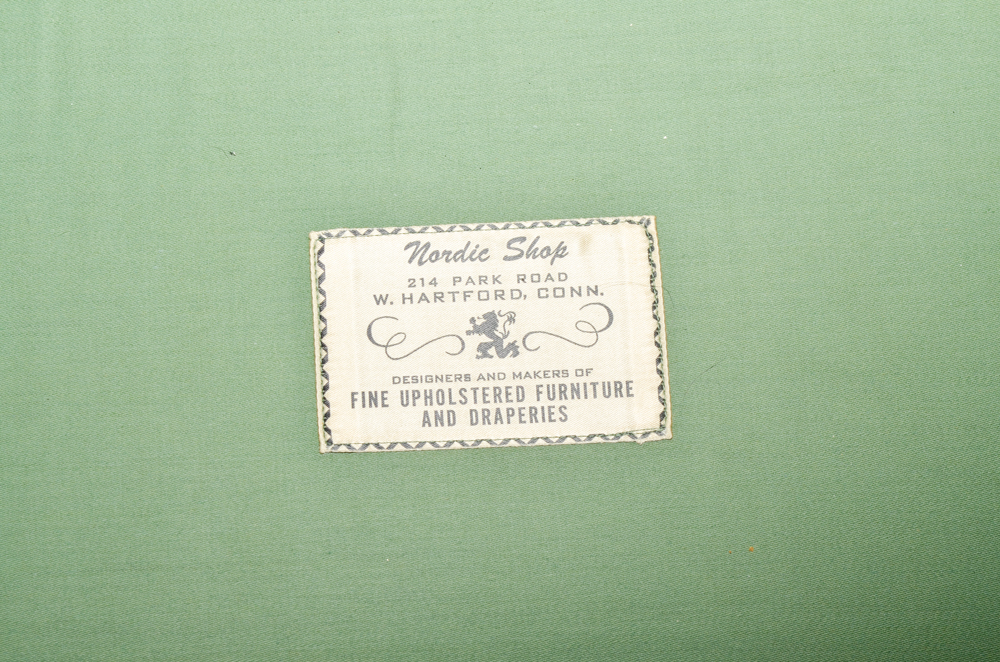 Nordic Shop
214 PARK ROAD
W. HARTFORD, CONN.
DESIGNERS AND MAKERS OF
FINE UPHOLSTERED FURNITURE
AND DRAPERIES